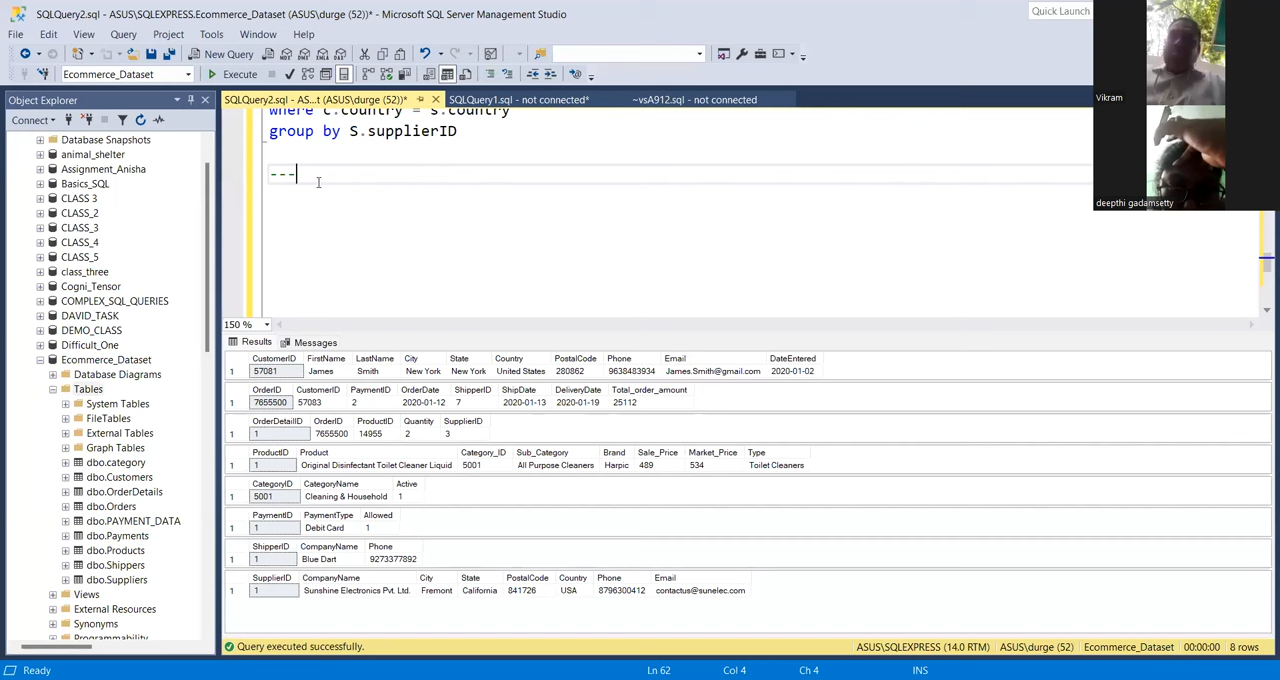 SQLQuery2.sql - ASUS\SQLEXPRESS.Ecommerce_Dataset (ASUS\durge (52))* - Microsoft SQL Server Management Studio
Quick Launch
File Edit View Query Project Tools Window Help
New Query
Ecommerce_Dataset Execute
Object Explorer
SQLQuery2.sql - AS...t (ASUS\durge (52))* SQLQuery1.sql - not connected* ~vsA912.sql - not connected
Vikram
deepthi gadamsetty
Connect
Database Snapshots
animal_shelter
Assignment_Anisha
Basics_SQL
CLASS 3
CLASS_2
CLASS_3
CLASS_4
CLASS_5
class_three
Cogni_Tensor
COMPLEX_SQL_QUERIES
DAVID_TASK
DEMO_CLASS
Difficult_One
Ecommerce_Dataset
Database Diagrams
Tables
System Tables
FileTables
External Tables
Graph Tables
dbo.category
dbo.Customers
dbo.OrderDetails
dbo.Orders
dbo.PAYMENT_DATA
dbo.Payments
dbo.Products
dbo.Shippers
dbo.Suppliers
Views
External Resources
Synonyms
Programmability
where c.country = s.country
group by S.supplierID
---
150 %
Results Messages
CustomerID FirstName LastName City State Country PostalCode Phone Email DateEntered
1 57081 James Smith New York New York United States 280862 9638483934 James.Smith@gmail.com 2020-01-02
OrderID CustomerID PaymentID OrderDate ShipperID ShipDate DeliveryDate Total_order_amount
1 7655500 57083 2 2020-01-12 7 2020-01-13 2020-01-19 25112
OrderDetailID OrderID ProductID Quantity SupplierID
1 1 7655500 14955 2 3
ProductID Product Category_ID Sub_Category Brand Sale_Price Market_Price Type
1 1 Original Disinfectant Toilet Cleaner Liquid 5001 All Purpose Cleaners Harpic 489 534 Toilet Cleaners
CategoryID CategoryName Active
1 5001 Cleaning & Household 1
PaymentID PaymentType Allowed
1 1 Debit Card 1
ShipperID CompanyName Phone
1 1 Blue Dart 9273377892
SupplierID CompanyName City State PostalCode Country Phone Email
1 1 Sunshine Electronics Pvt. Ltd. Fremont California 841726 USA 8796300412 contactus@sunelec.com
Query executed successfully. ASUS\SQLEXPRESS (14.0 RTM) ASUS\durge (52) Ecommerce_Dataset 00:00:00 8 rows
Ready Ln 62 Col 4 Ch 4 INS